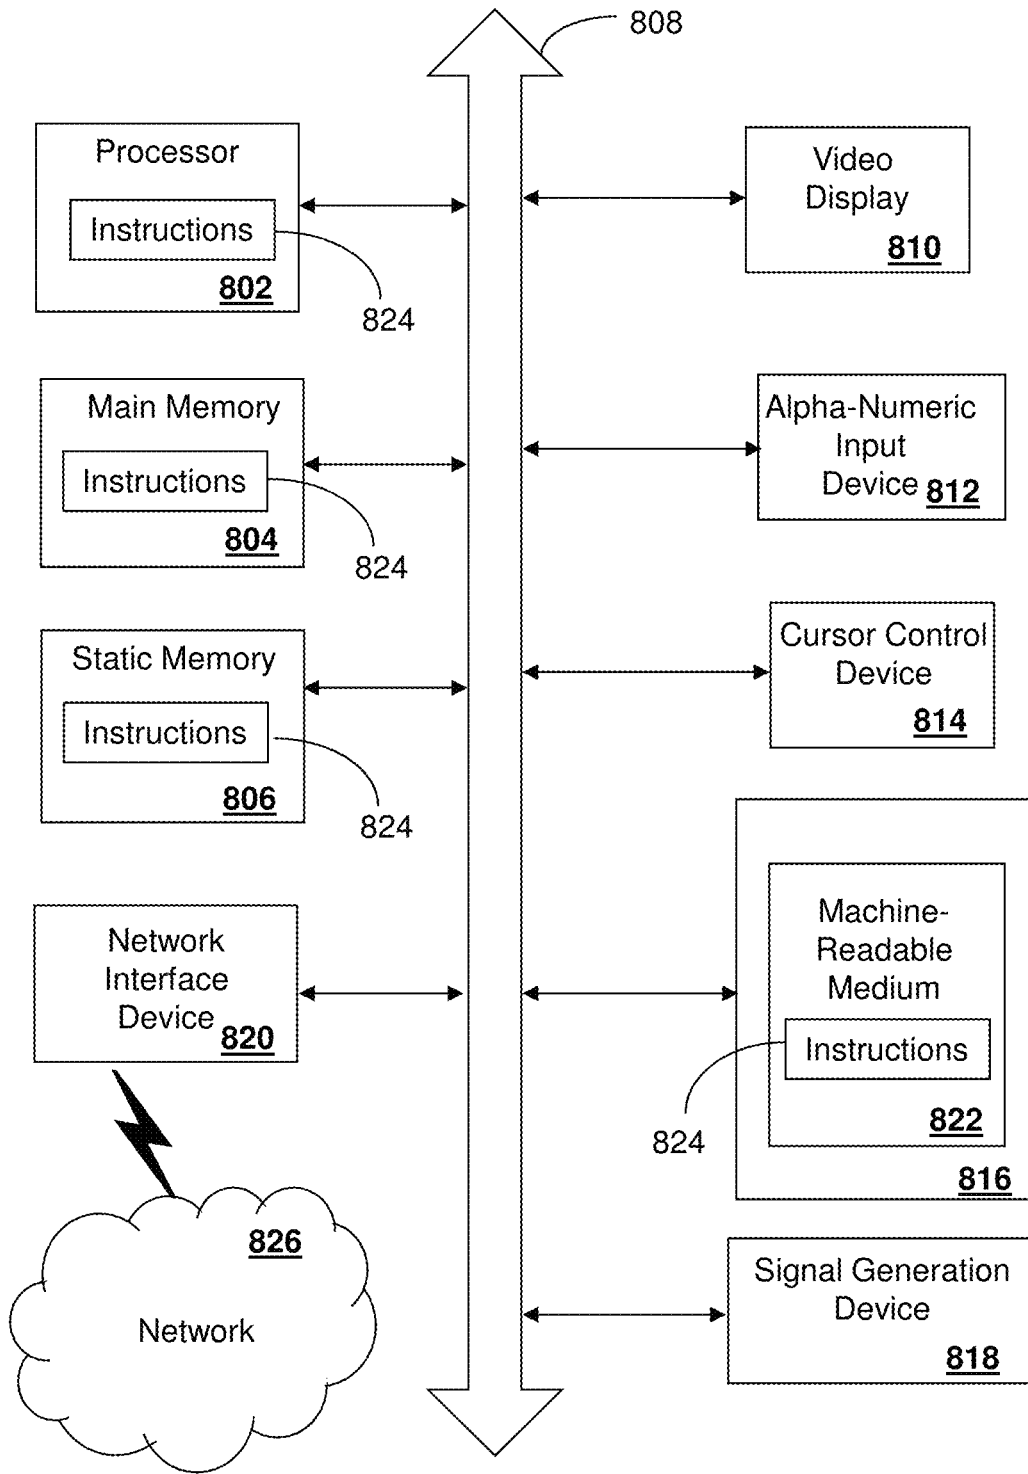 808
Processor
Instructions
802
824
Main Memory
Instructions
804
824
Static Memory
Instructions
806
824
Network
Interface
Device
820
826
Network
Video
Display
810
Alpha-Numeric
Input
Device
812
Cursor Control
Device
814
Machine-
Readable
Medium
Instructions
822
824
816
Signal Generation
Device
818